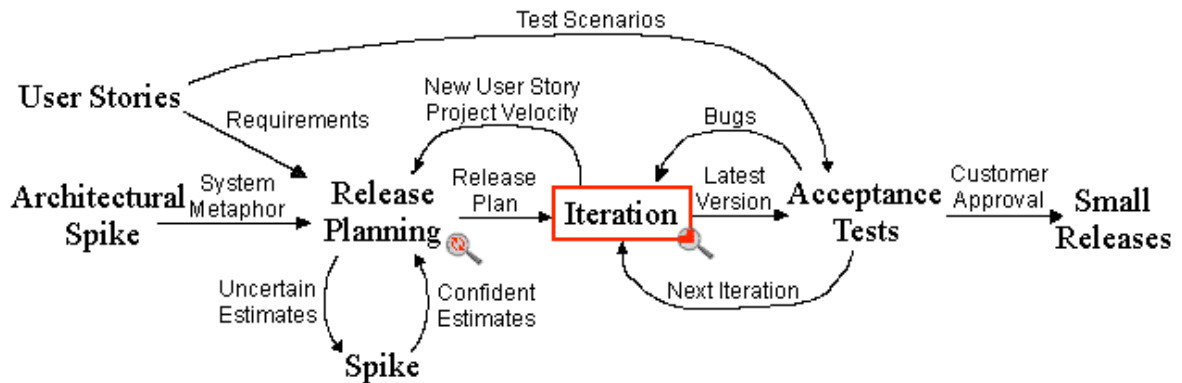 Test Scenarios
User Stories
New User Story
Project Velocity
Bugs
Requirements
Architectural
Spike
System
Metaphor
Release
Planning
Release
Plan
Iteration
Latest
Version
Acceptance
Tests
Customer
Approval
Small
Releases
Uncertain
Estimates
Confident
Estimates
Next Iteration
Spike